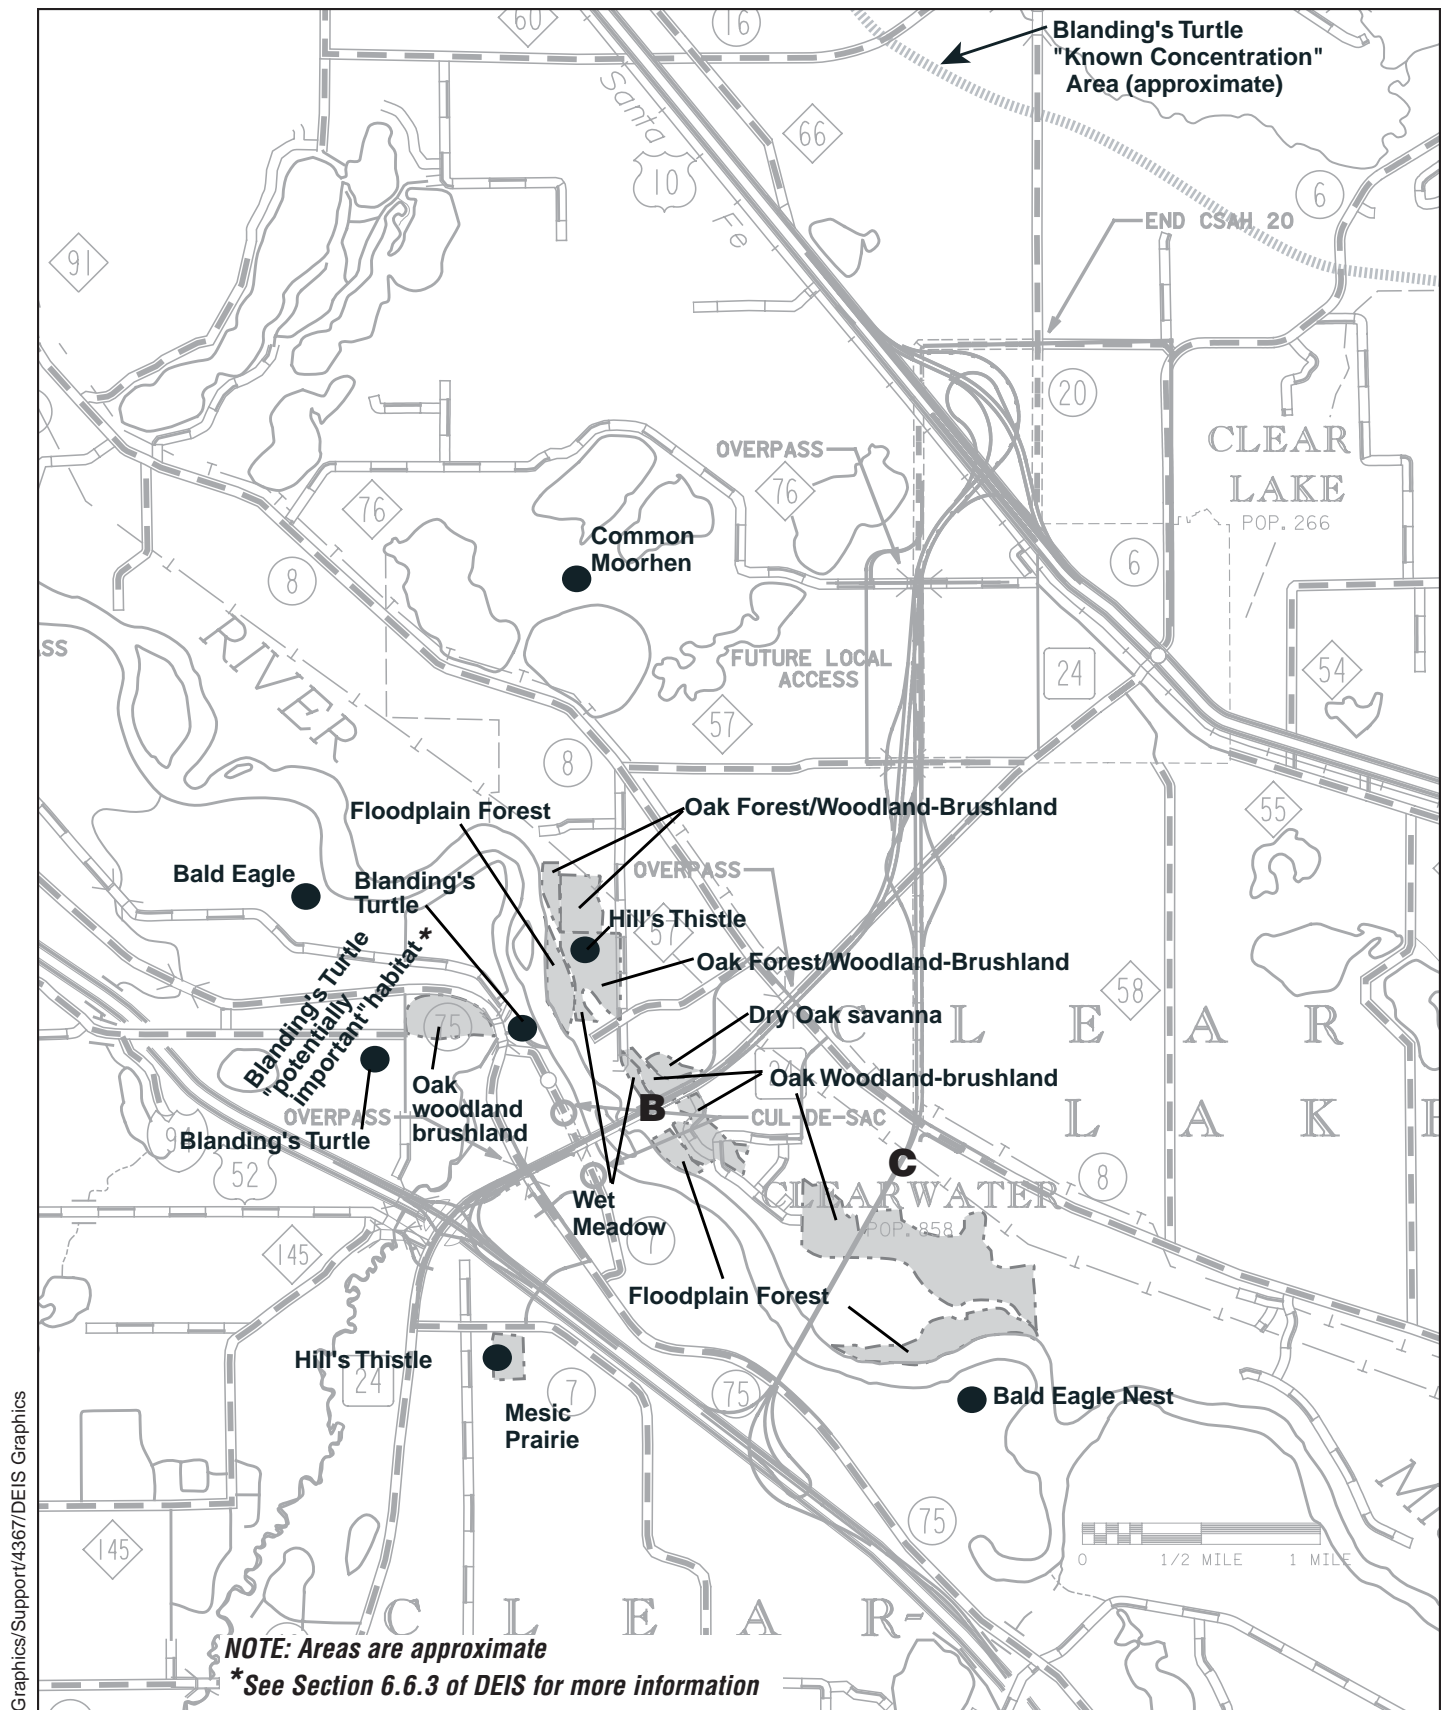 60
16
Blanding's Turtle
"Known Concentration"
Area (approximate)
66
Santa Fe
10
6
END CSAH 20
91
20
CLEAR
LAKE
POP. 266
OVERPASS
76
76
Common
Moorhen
8
6
RIVER
SS
FUTURE LOCAL
ACCESS
24
54
57
8
Floodplain Forest
Oak Forest/Woodland-Brushland
55
OVERPASS
Bald Eagle
Blanding's
Turtle
Hill's Thistle
57
Oak Forest/Woodland-Brushland
58
Blanding's Turtle
"potentially
important" habitat *
75
Dry Oak savanna
CLEAR
LAKE
24
Oak Woodland-brushland
Oak
woodland
brushland
OVERPASS
B
CUL-DE-SAC
94
Blanding's Turtle
52
C
8
CLEARWATER
POP. 858
Wet
Meadow
7
145
Floodplain Forest
Hill's Thistle
24
7
75
Bald Eagle Nest
Mesic
Prairie
MI
75
145
0 1/2 MILE 1 MILE
CLEAR-
NOTE: Areas are approximate
*See Section 6.6.3 of DEIS for more information
Graphics/Support/4367/DEIS Graphics